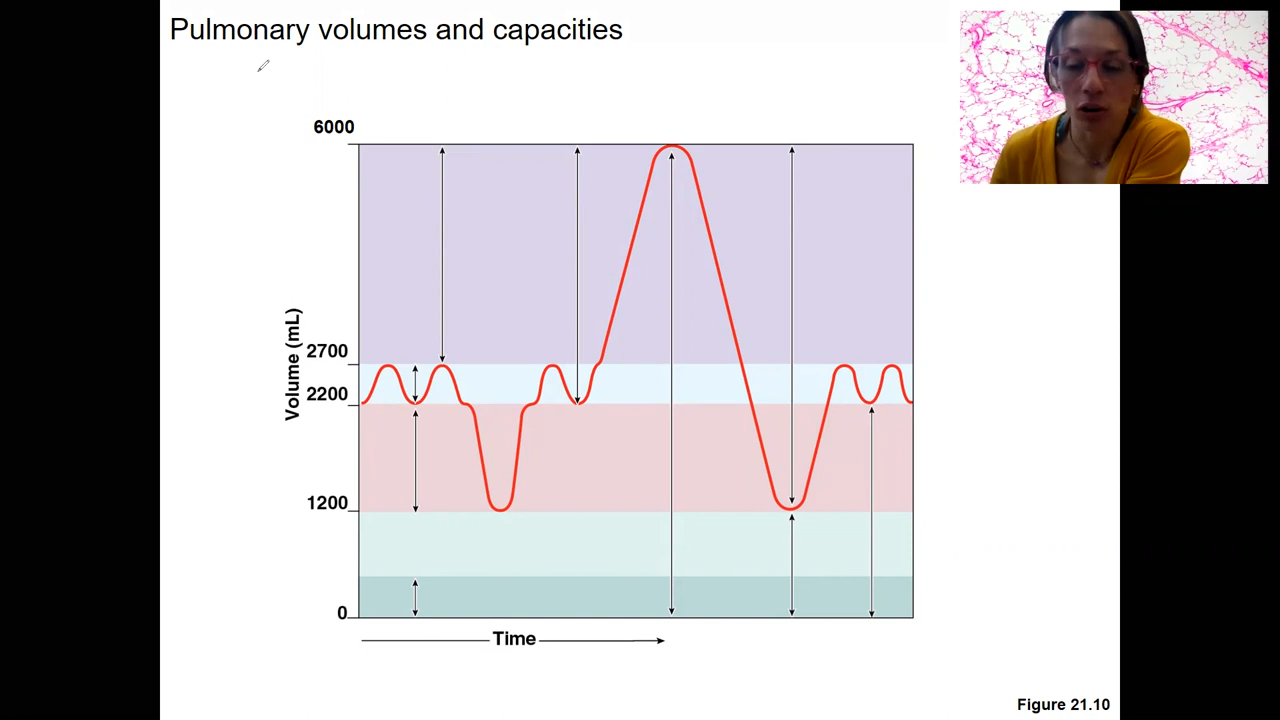 Pulmonary volumes and capacities
6000
2700
2200
1200
0
Volume (mL)
Time
Figure 21.10